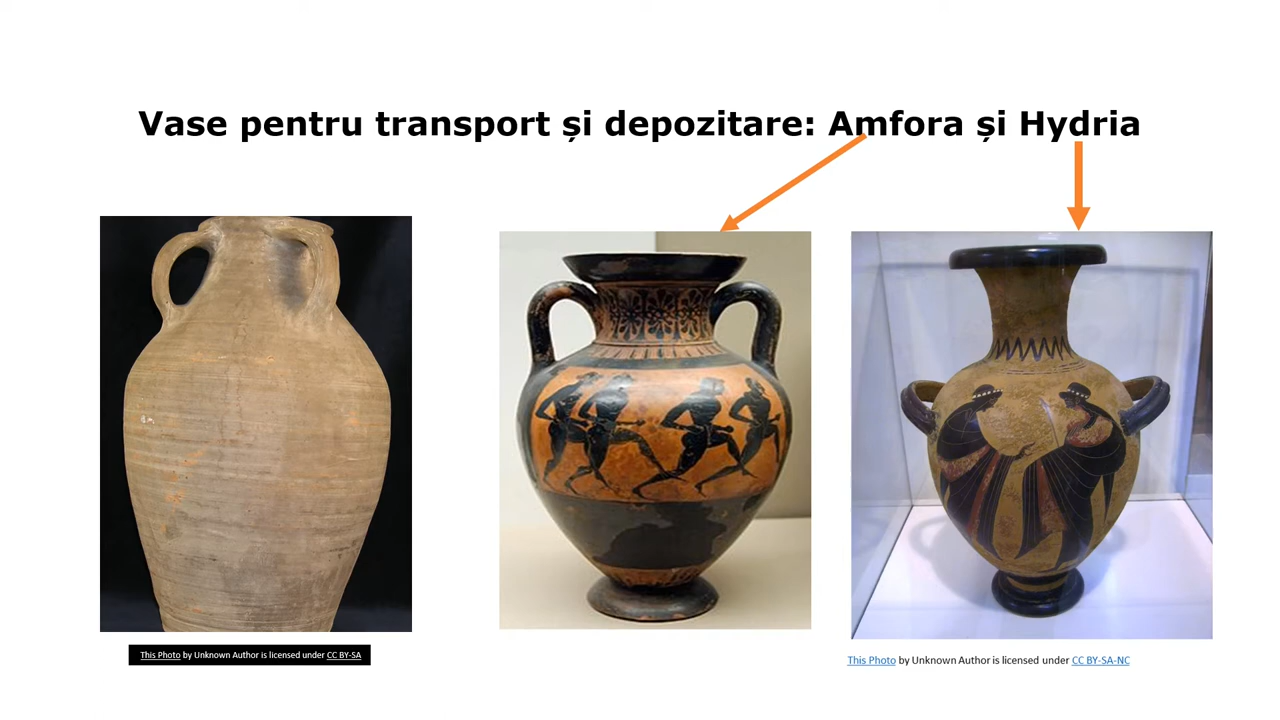 Vase pentru transport și depozitare: Amfora și Hydria
This Photo by Unknown Author is licensed under CC BY-SA
This Photo by Unknown Author is licensed under CC BY-SA-NC